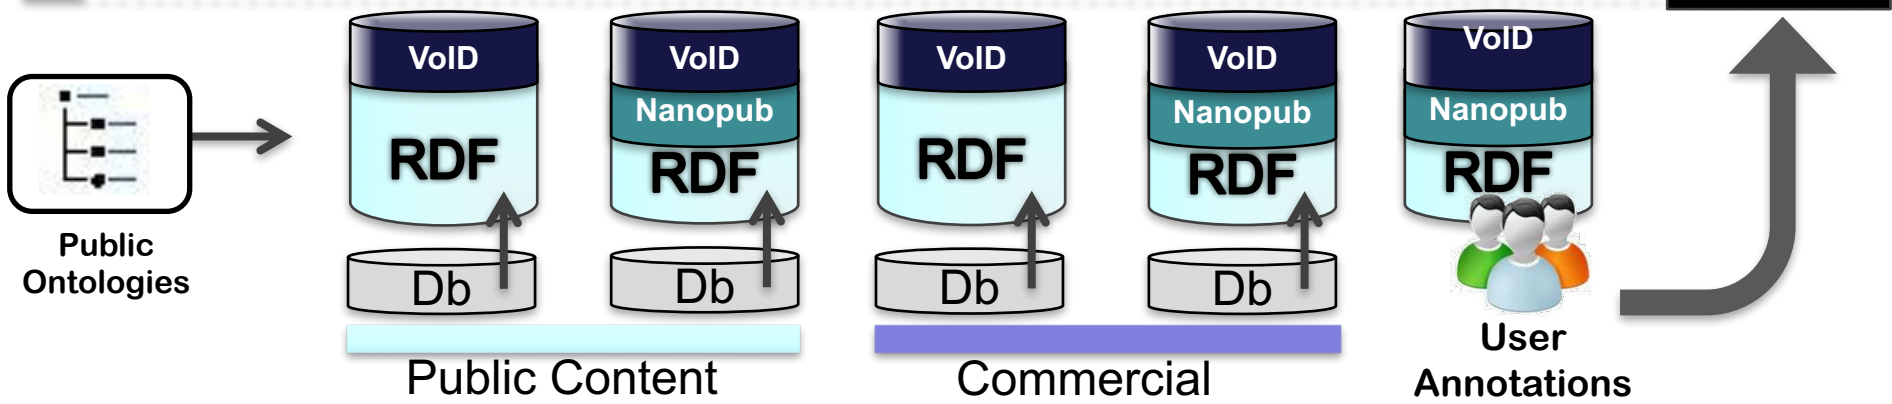 VoID
VoID
VoID
VoID
VoID
Nanopub
Nanopub
Nanopub
RDF
RDF
RDF
RDF
RDF
Public
Ontologies
Db
Db
Db
Db
Public Content
Commercial
User
Annotations